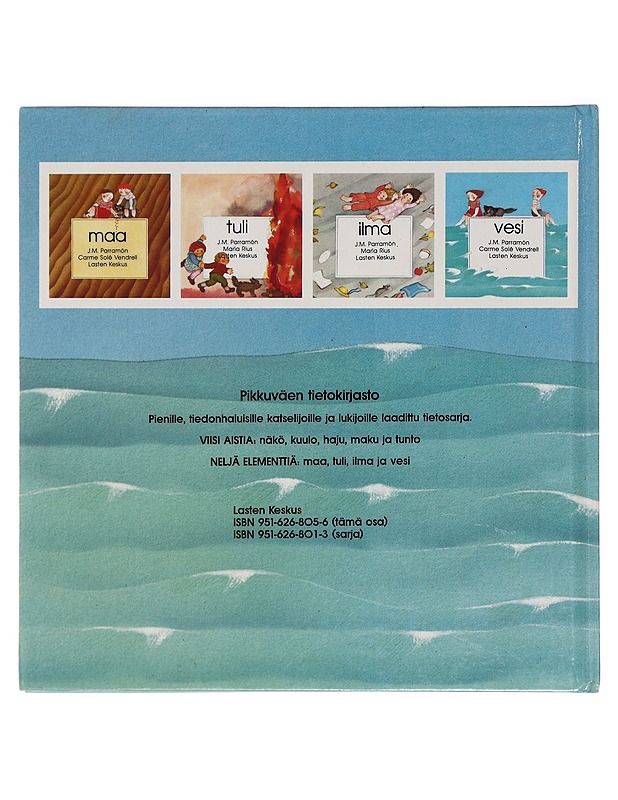 maa
J.M. Parramón
Carme Solé Vendrell
Lasten Keskus
tuli
J.M. Parramón
Maria Rius
Lasten Keskus
ilma
J.M. Parramón
Maria Rius
Lasten Keskus
vesi
J.M. Parramón
Carme Solé Vendrell
Lasten Keskus
Pikkuväen tietokirjasto
Pienille, tiedonhaluisille katselijoille ja lukijoille laadittu tietosarja.
VIISI AISTIA: näkö, kuulo, haju, maku ja tunto
NELJÄ ELEMENTTIÄ: maa, tuli, ilma ja vesi
Lasten Keskus
ISBN 951-626-805-6 (tämä osa)
ISBN 951-626-801-3 (sarja)